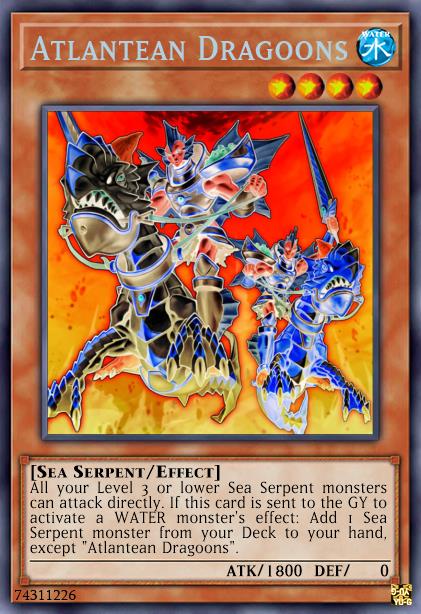 ATLANTEAN DRAGOONS
WATER
水
[SEA SERPENT/EFFECT]
All your Level 3 or lower Sea Serpent monsters
can attack directly. If this card is sent to the GY to
activate a WATER monster's effect: Add 1 Sea
Serpent monster from your Deck to your hand,
except "Atlantean Dragoons".
ATK/1800 DEF/ 0
74311226